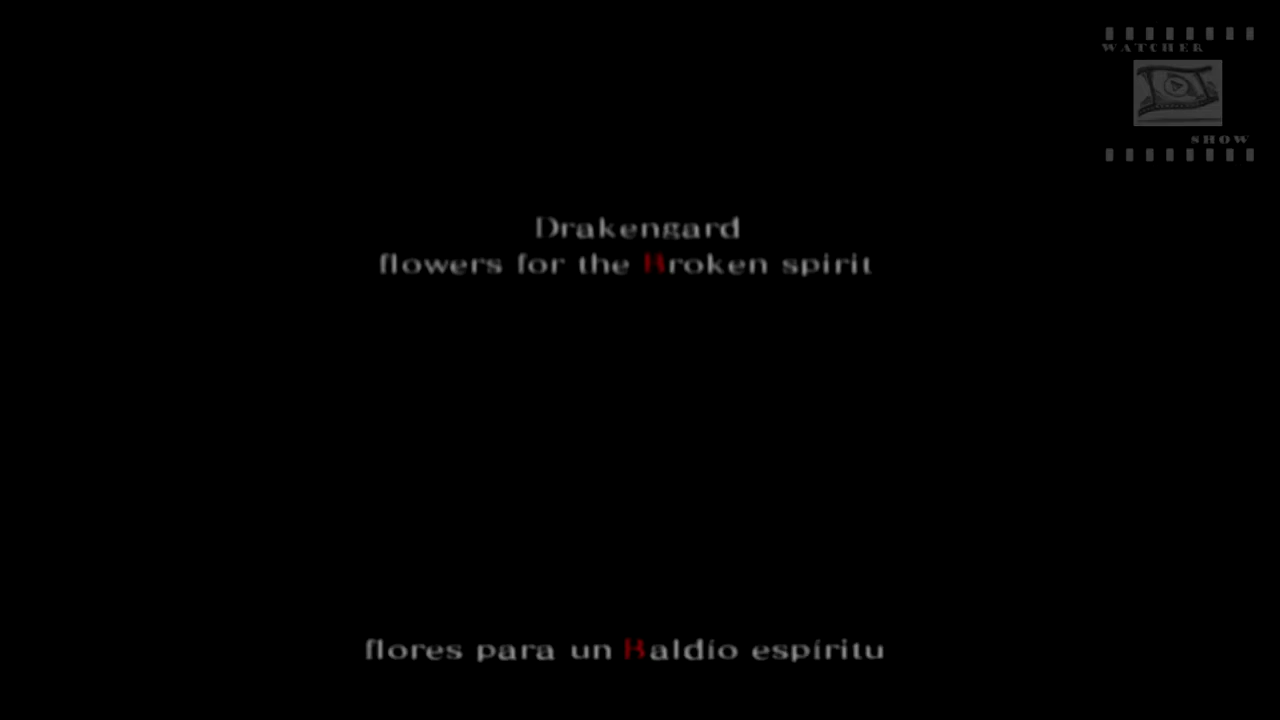 WATCHER
SHOW
Drakengard
flowers for the Broken spirit
flores para un Baldío espíritu